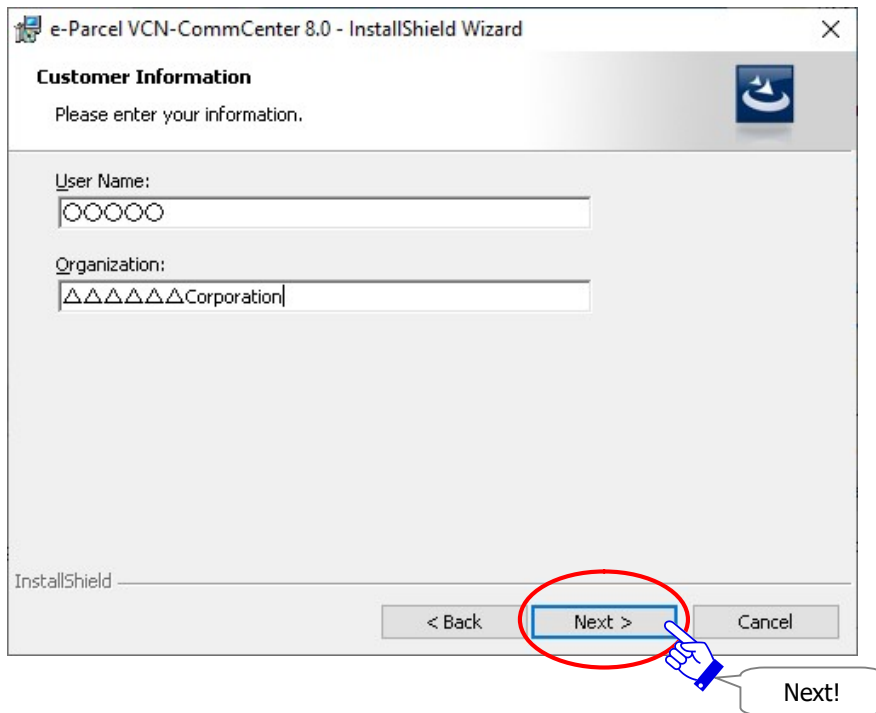 e-Parcel VCN-CommCenter 8.0 - InstallShield Wizard
Customer Information
Please enter your information.
User Name:
○○○○○
Organization:
△△△△△△Corporation
InstallShield
< Back Next > Cancel
Next!